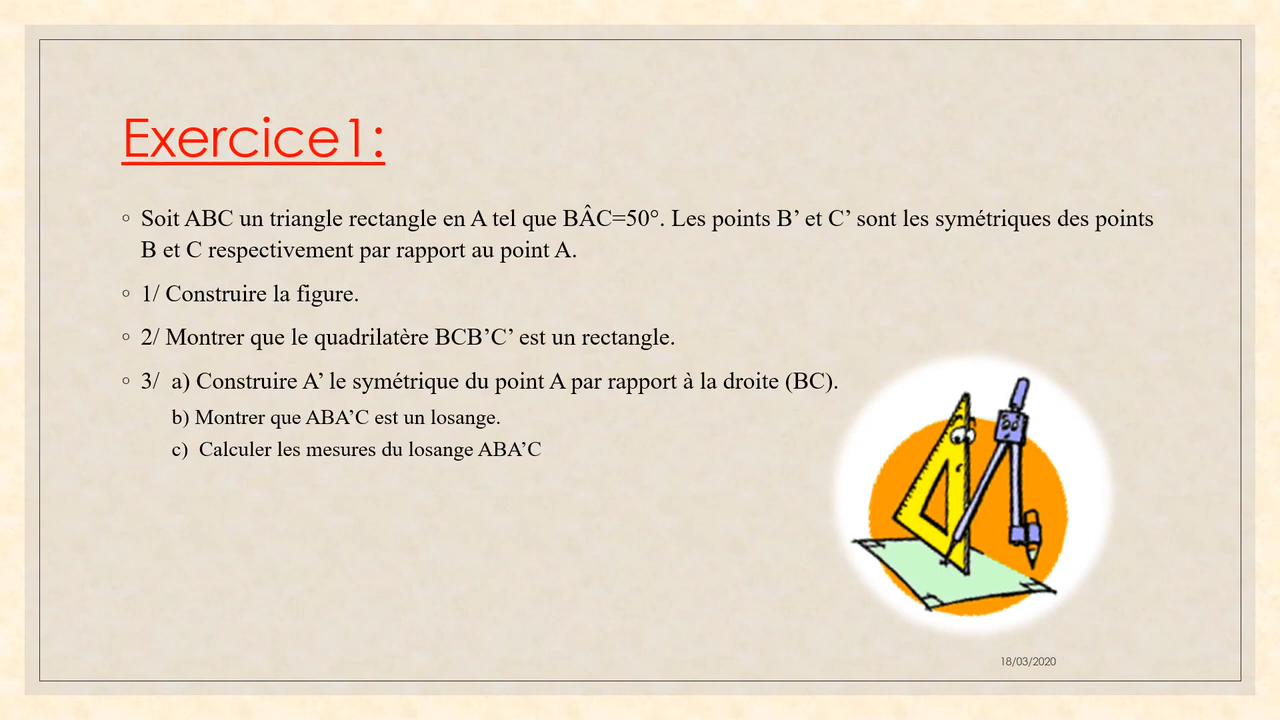 Exercice1:
◦ Soit ABC un triangle rectangle en A tel que BÂC=50°. Les points B’ et C’ sont les symétriques des points
B et C respectivement par rapport au point A.
◦ 1/ Construire la figure.
◦ 2/ Montrer que le quadrilatère BCB’C’ est un rectangle.
◦ 3/ a) Construire A’ le symétrique du point A par rapport à la droite (BC).
b) Montrer que ABA’C est un losange.
c) Calculer les mesures du losange ABA’C
18/03/2020